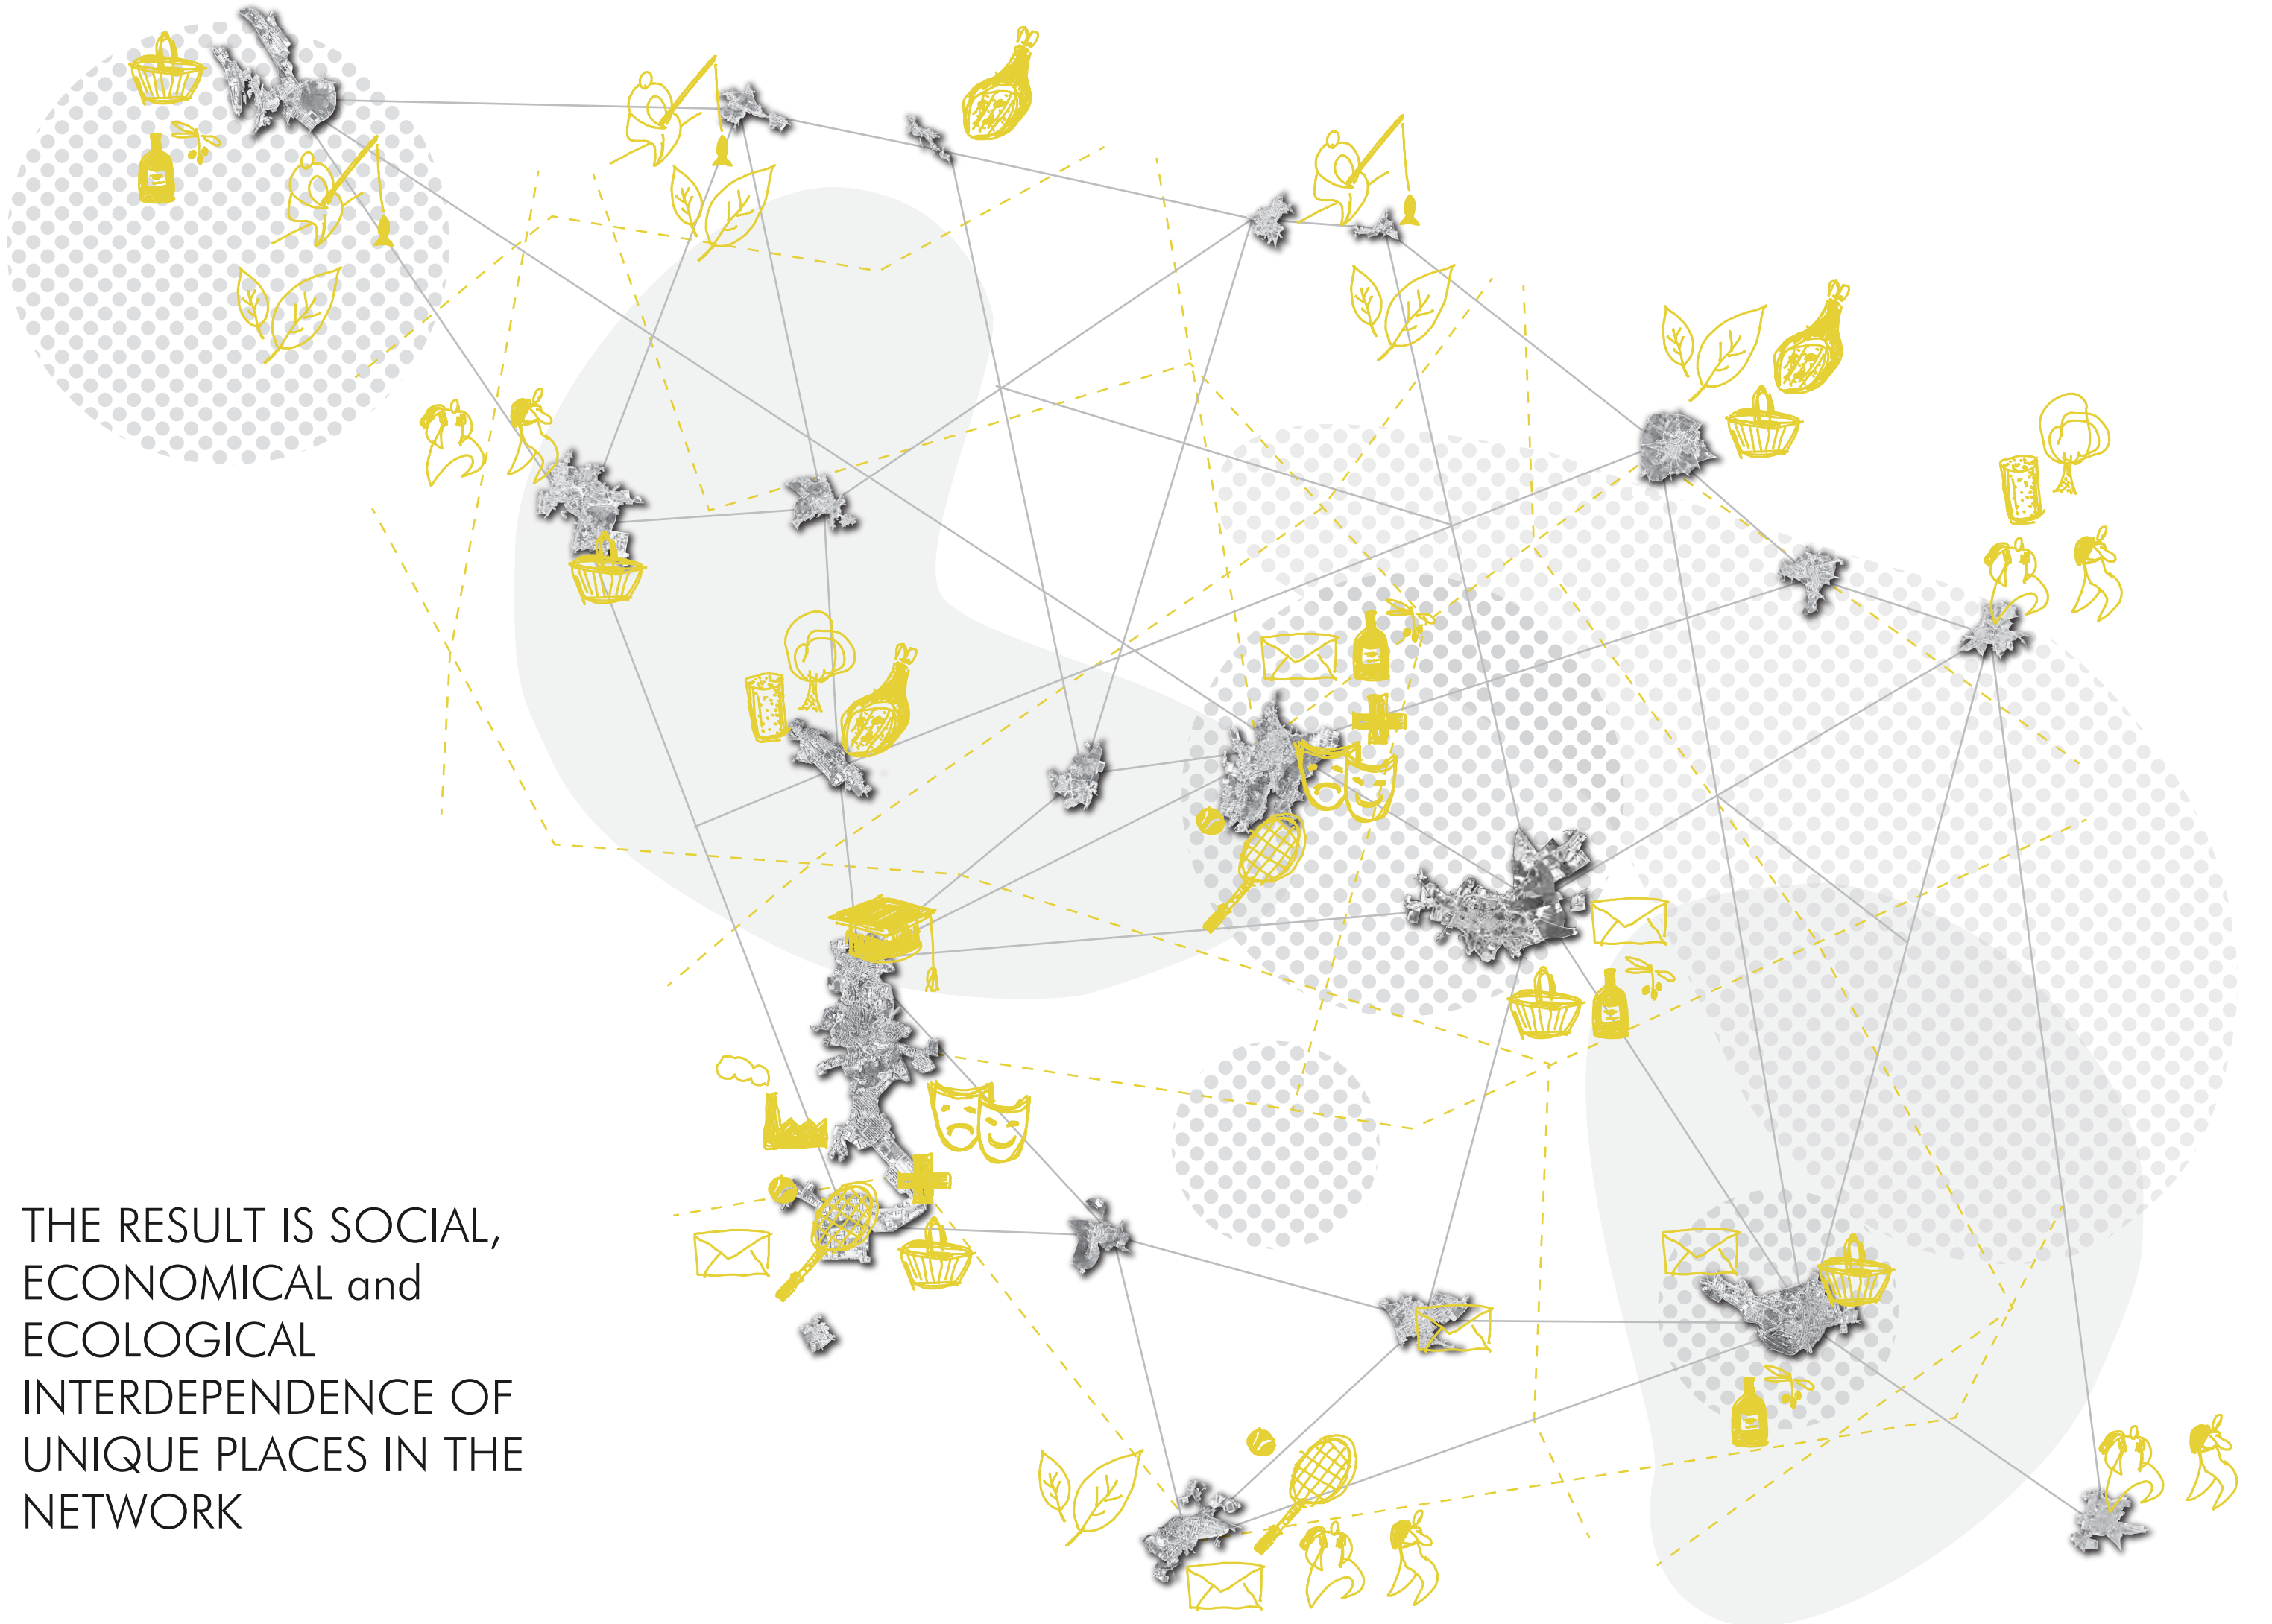 THE RESULT IS SOCIAL,
ECONOMICAL and
ECOLOGICAL
INTERDEPENDENCE OF
UNIQUE PLACES IN THE
NETWORK